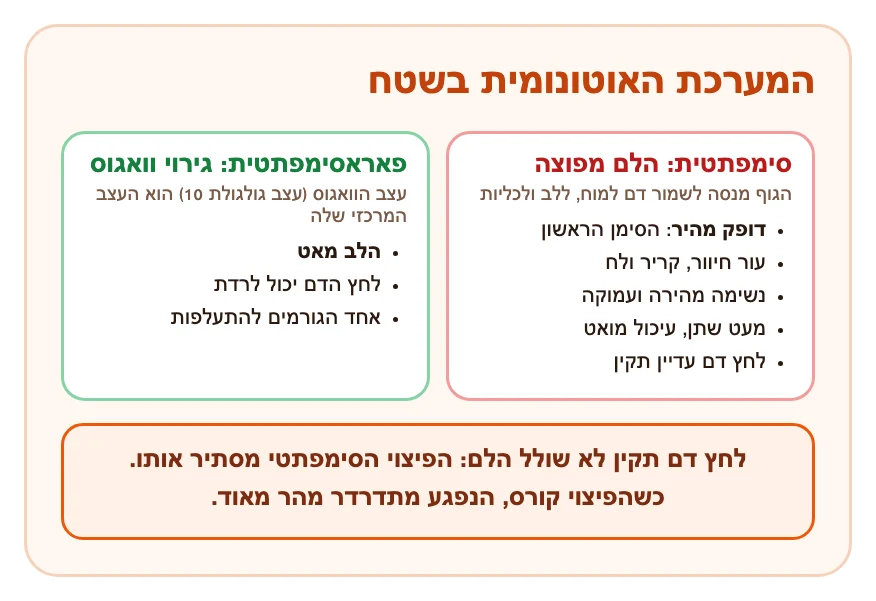 המערכת האוטונומית בשטח
סימפתטית: הלם מפוצה
הגוף מנסה לשמור דם למוח, ללב ולכליות
• דופק מהיר: הסימן הראשון
• עור חיוור, קריר ולח
• נשימה מהירה ועמוקה
• מעט שתן, עיכול מואט
• לחץ דם עדיין תקין
פאראסימפתטית: גירוי וואגוס
עצב הוואגוס (עצב גולגולת 10) הוא העצב
המרכזי שלה
• הלב מאט
• לחץ הדם יכול לרדת
• אחד הגורמים להתעלפות
לחץ דם תקין לא שולל הלם: הפיצוי הסימפתטי מסתיר אותו.
כשהפיצוי קורס, הנפגע מתדרדר מהר מאוד.